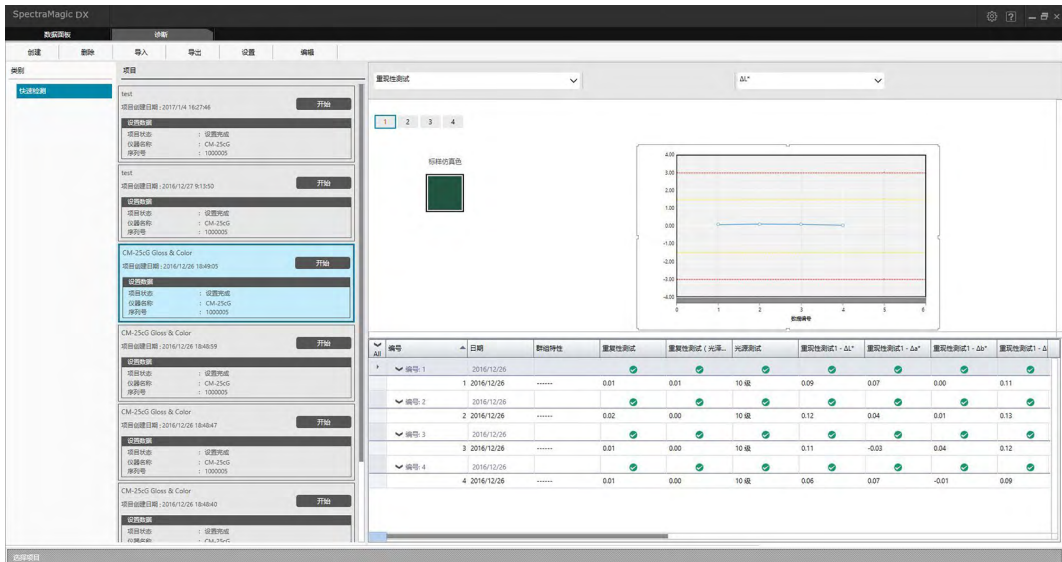 SpectraMagic DX
数据面板 诊断
创建 删除 导入 导出 设置 编辑
类别
快速检测
项目
test
项目创建日期 : 2017/1/4 16:27:46
开始
设置数据
项目状态 : 设置完成
仪器名称 : CM-25cG
序列号 : 1000005
test
项目创建日期 : 2016/12/27 9:13:50
开始
设置数据
项目状态 : 设置完成
仪器名称 : CM-25cG
序列号 : 1000005
CM-25cG Gloss & Color
项目创建日期 : 2016/12/26 18:49:05
开始
设置数据
项目状态 : 设置完成
仪器名称 : CM-25cG
序列号 : 1000005
CM-25cG Gloss & Color
项目创建日期 : 2016/12/26 18:48:59
开始
设置数据
项目状态 : 设置完成
仪器名称 : CM-25cG
序列号 : 1000005
CM-25cG Gloss & Color
项目创建日期 : 2016/12/26 18:48:47
开始
设置数据
项目状态 : 设置完成
仪器名称 : CM-25cG
序列号 : 1000005
CM-25cG Gloss & Color
项目创建日期 : 2016/12/26 18:48:40
开始
设置数据
项目状态 : 设置完成
仪器名称 : CM-25cG
重现性测试
ΔL*
1 2 3 4
标样仿真色
4.00
3.00
2.00
1.00
0.00
-1.00
-2.00
-3.00
-4.00
0 1 2 3 4 5 6
数据编号
All 编号 日期 群组特性 重复性测试 重复性测试 ( 光泽... 光源测试 重现性测试1 - ΔL* 重现性测试1 - Δa* 重现性测试1 - Δb* 重现性测试1 - Δ
编号: 1 2016/12/26
1 2016/12/26 ------ 0.01 0.01 10 级 0.09 0.07 0.00 0.11
编号: 2 2016/12/26
2 2016/12/26 ------ 0.02 0.00 10 级 0.12 0.04 0.01 0.13
编号: 3 2016/12/26
3 2016/12/26 ------ 0.01 0.00 10 级 0.11 -0.03 0.04 0.12
编号: 4 2016/12/26
4 2016/12/26 ------ 0.01 0.00 10 级 0.06 0.07 -0.01 0.09
选择项目